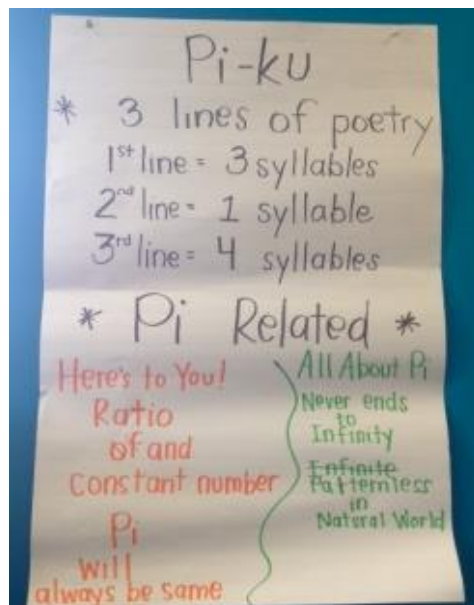 Pi-ku
* 3 lines of poetry
1st line = 3 syllables
2nd line = 1 syllable
3rd line = 4 syllables
* Pi Related *
Here's to You!
Ratio
of and
constant number
Pi
will
always be same
All About Pi
Never ends
to
Infinity
Enfinite
Patternless
in
Natural World